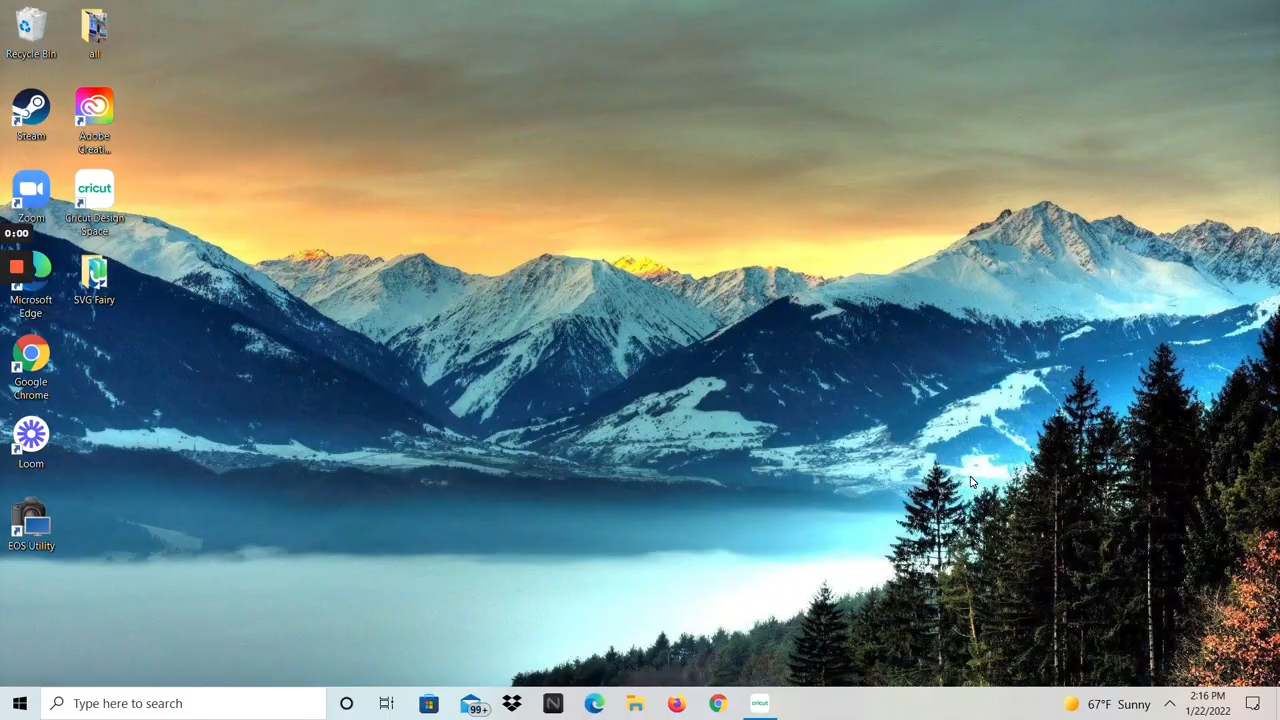 Recycle Bin
all
Steam
Adobe
Creati...
Zoom
cricut
Cricut Design
Space
0:00
Microsoft
Edge
SVG Fairy
Google
Chrome
Loom
EOS Utility
Type here to search
99+
N
cricut
67°F Sunny
2:16 PM
1/22/2022